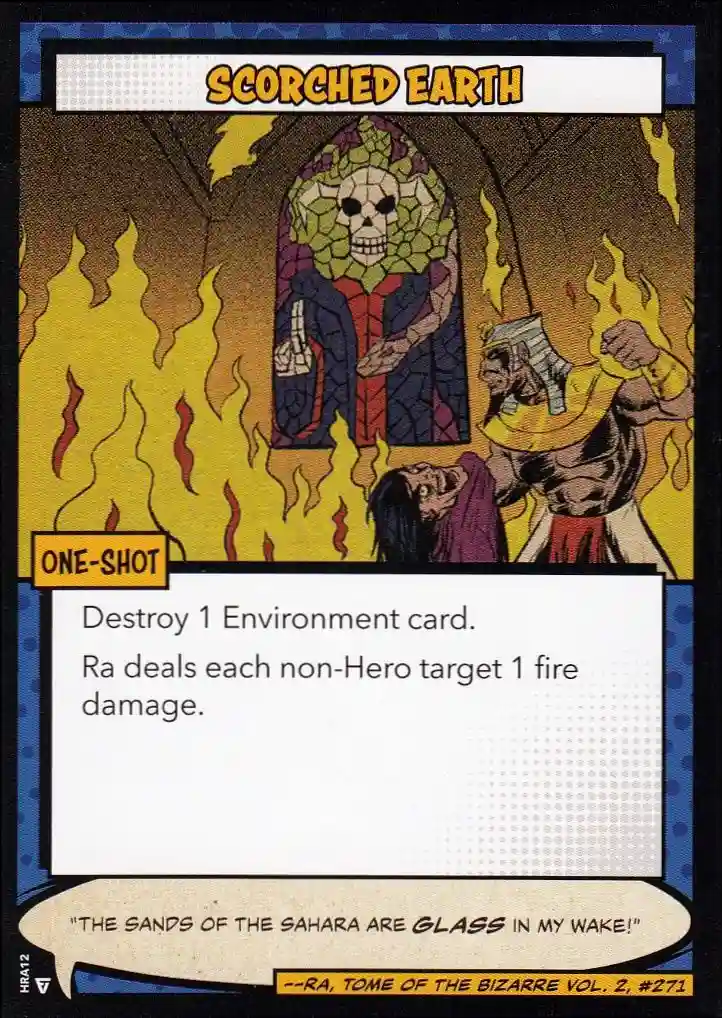 SCORCHED EARTH
ONE-SHOT
Destroy 1 Environment card.
Ra deals each non-Hero target 1 fire
damage.
"THE SANDS OF THE SAHARA ARE GLASS IN MY WAKE!"
--RA, TOME OF THE BIZARRE VOL. 2, #271
HRA12